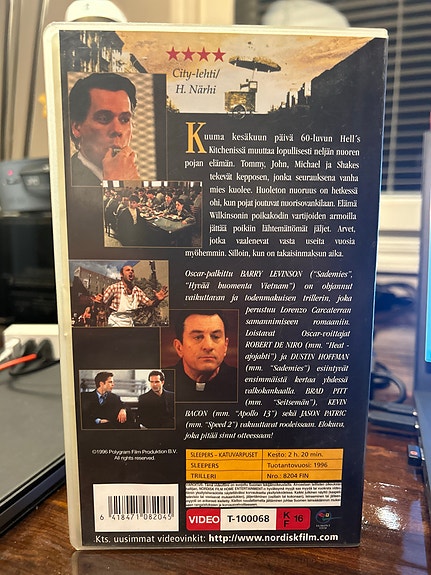 ★★★★
City-lehti/
H. Närhi
Kuuma kesäkuun päivä 60-luvun Hell's
Kitchenissä muuttaa lopullisesti neljän nuoren
pojan elämän. Tommy, John, Michael ja Shakes
tekevät kepposen, jonka seurauksena vanha
mies kuolee. Huoleton nuoruus on hetkessä
ohi, kun pojat joutuvat nuorisovankilaan. Elämä
Wilkinsonin poikakodin vartijoiden armoilla
jättää poikiin lähtemättömät jäljet. Arvet,
jotka vaalenevat vasta useita vuosia
myöhemmin. Silloin, kun on takaisinmaksun aika.
Oscar-palkittu BARRY LEVINSON ("Sademies",
"Hyvää huomenta Vietnam") on ohjannut
vaikuttavan ja todenmukaisen trillerin, joka
perustuu Lorenzo Carcaterran
samannimiseen romaaniin.
Loistavat Oscar-voittajat
ROBERT DE NIRO (mm. "Heat -
ajojahti") ja DUSTIN HOFFMAN
(mm. "Sademies") esiintyvät
ensimmäistä kertaa yhdessä
valkokankaalla. BRAD PITT
(mm. "Seitsemän"), KEVIN
BACON (mm. "Apollo 13") sekä JASON PATRIC
(mm. "Speed 2") vakuuttavat rooleissaan. Elokuva,
joka pitää sinut otteessaan!
©1996 Polygram Film Produktion B.V.
All rights reserved.
SLEEPERS - KATUVARPUSET Kesto: 2 h. 20 min.
SLEEPERS Tuotantovuosi: 1996
TRILLERI Nro.: 8204 FIN
6 418471 082045
VIDEO T-100068 K F 16
Kts. uusimmat videovinkit: http://www.nordiskfilm.com